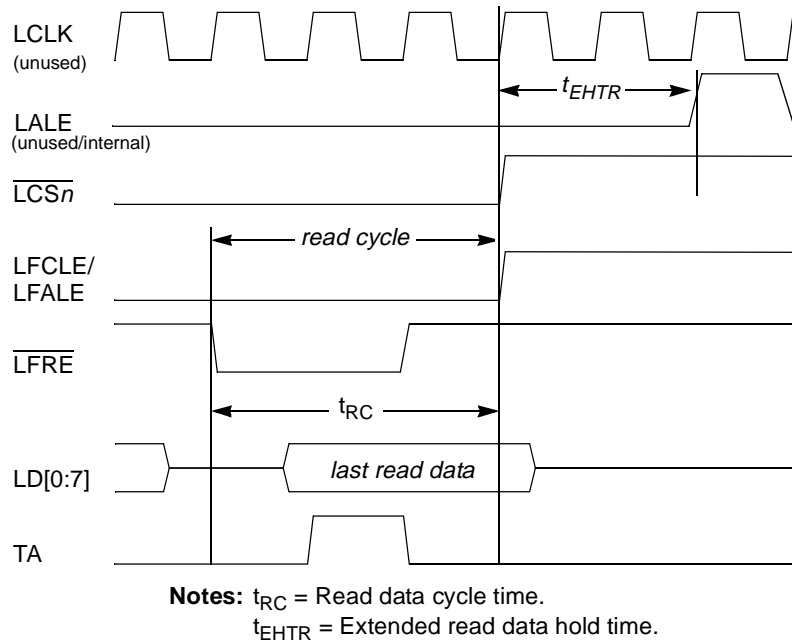 LCLK
(unused)
t_EHTR
LALE
(unused/internal)
LCSn
read cycle
LFCLE/
LFALE
LFRE
t_RC
LD[0:7]
last read data
TA
Notes: t_RC = Read data cycle time.
t_EHTR = Extended read data hold time.